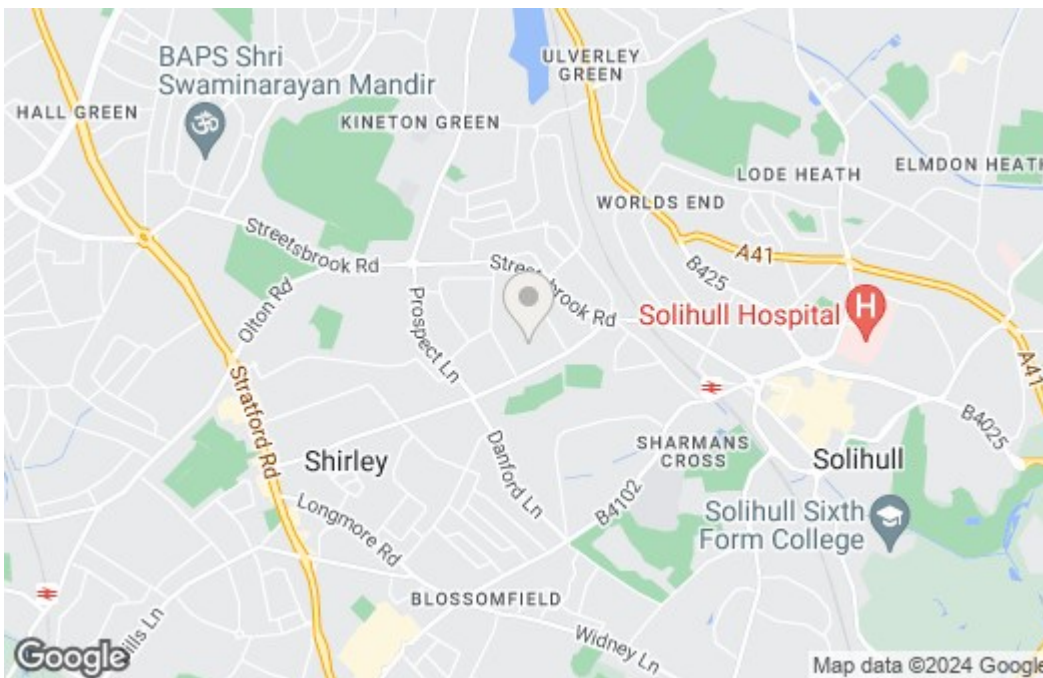 BAPS Shri
Swaminarayan Mandir
ULVERLEY
GREEN
HALL GREEN
KINETON GREEN
LODE HEATH
ELMDON HEATH
WORLDS END
Streetsbrook Rd
Streetsbrook Rd
A41
B425
Olton Rd
Prospect Ln
Solihull Hospital
H
A41
Stratford Rd
B4025
Shirley
Danford Ln
SHARMANS
CROSS
Solihull
B4102
Longmore Rd
Solihull Sixth
Form College
BLOSSOMFIELD
Widney Ln
Google
Map data ©2024 Google